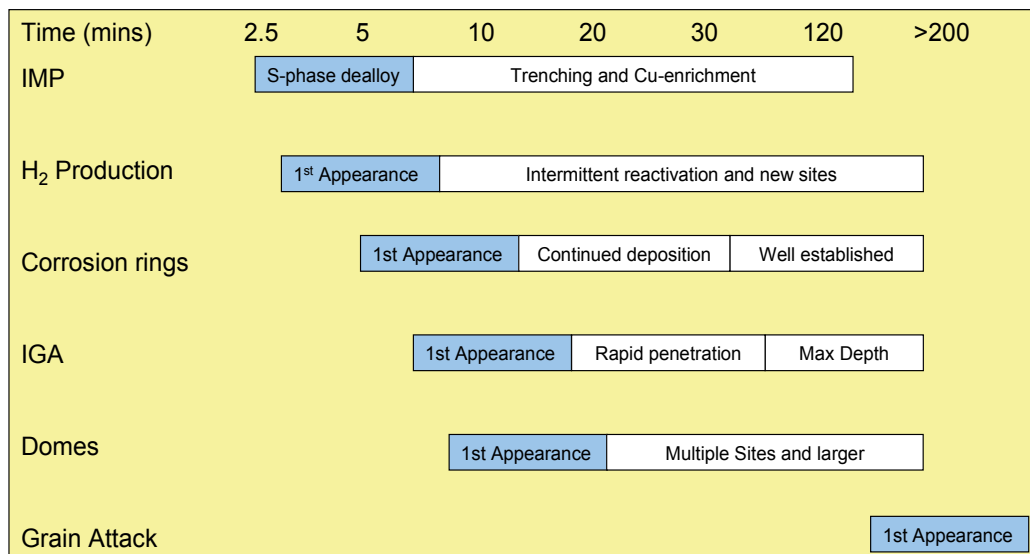 Time (mins) 2.5 5 10 20 30 120 >200
IMP S-phase dealloy Trenching and Cu-enrichment
H₂ Production 1st Appearance Intermittent reactivation and new sites
Corrosion rings 1st Appearance Continued deposition Well established
IGA 1st Appearance Rapid penetration Max Depth
Domes 1st Appearance Multiple Sites and larger
Grain Attack 1st Appearance